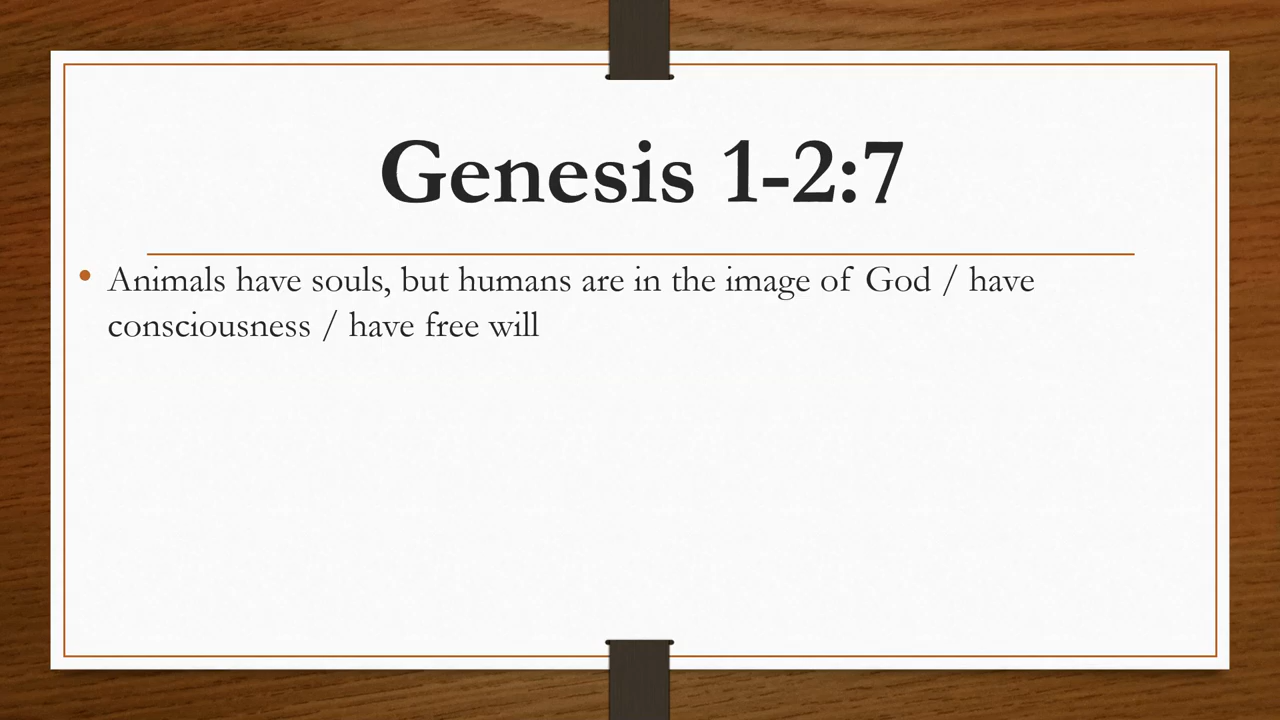 Genesis 1-2:7
• Animals have souls, but humans are in the image of God / have
consciousness / have free will